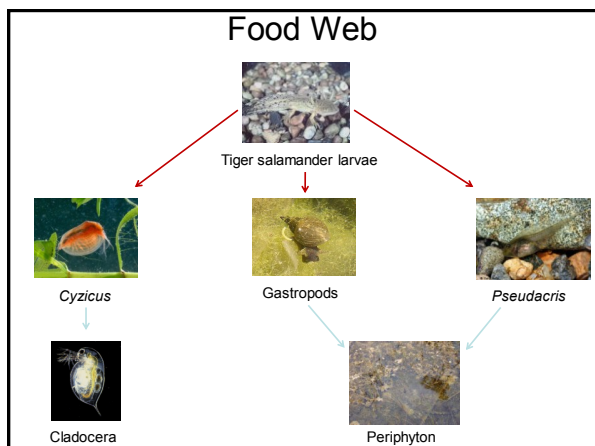 Food Web
Tiger salamander larvae
Cyzicus
Gastropods
Pseudacris
Cladocera
Periphyton